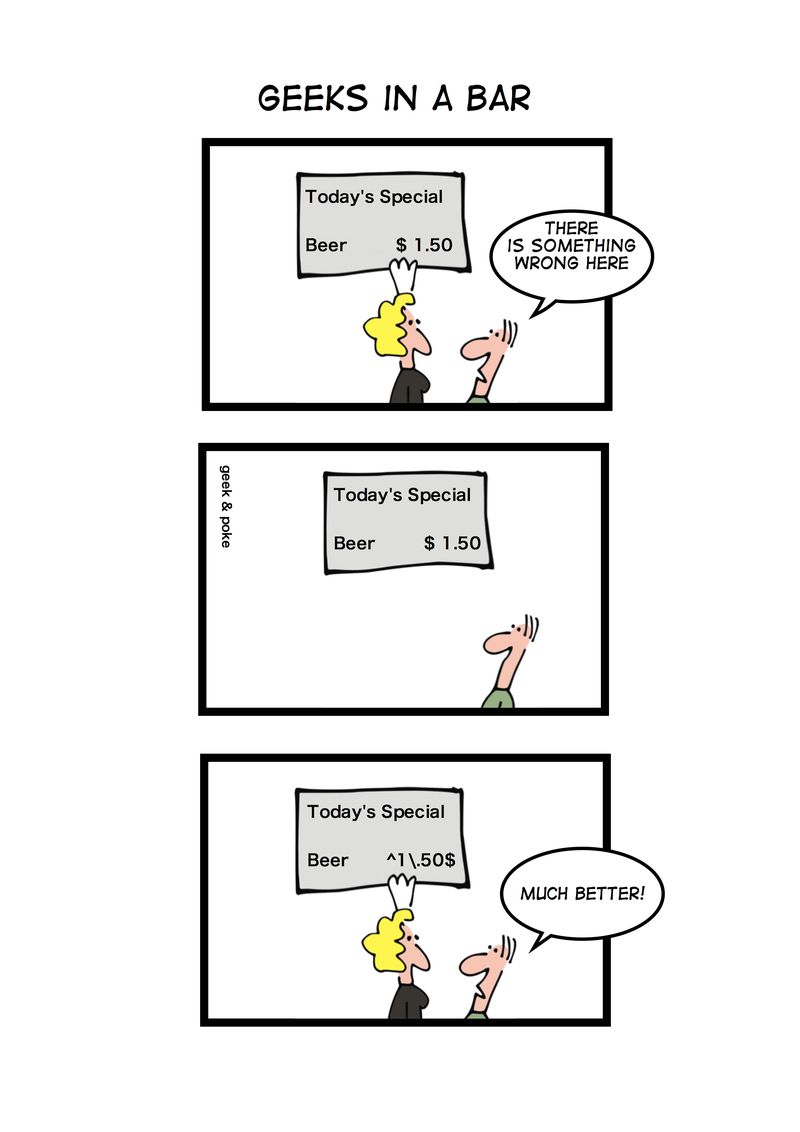 GEEKS IN A BAR
Today's Special
Beer $ 1.50
THERE
IS SOMETHING
WRONG HERE
geek & poke
Today's Special
Beer $ 1.50
Today's Special
Beer ^1\.50$
MUCH BETTER!